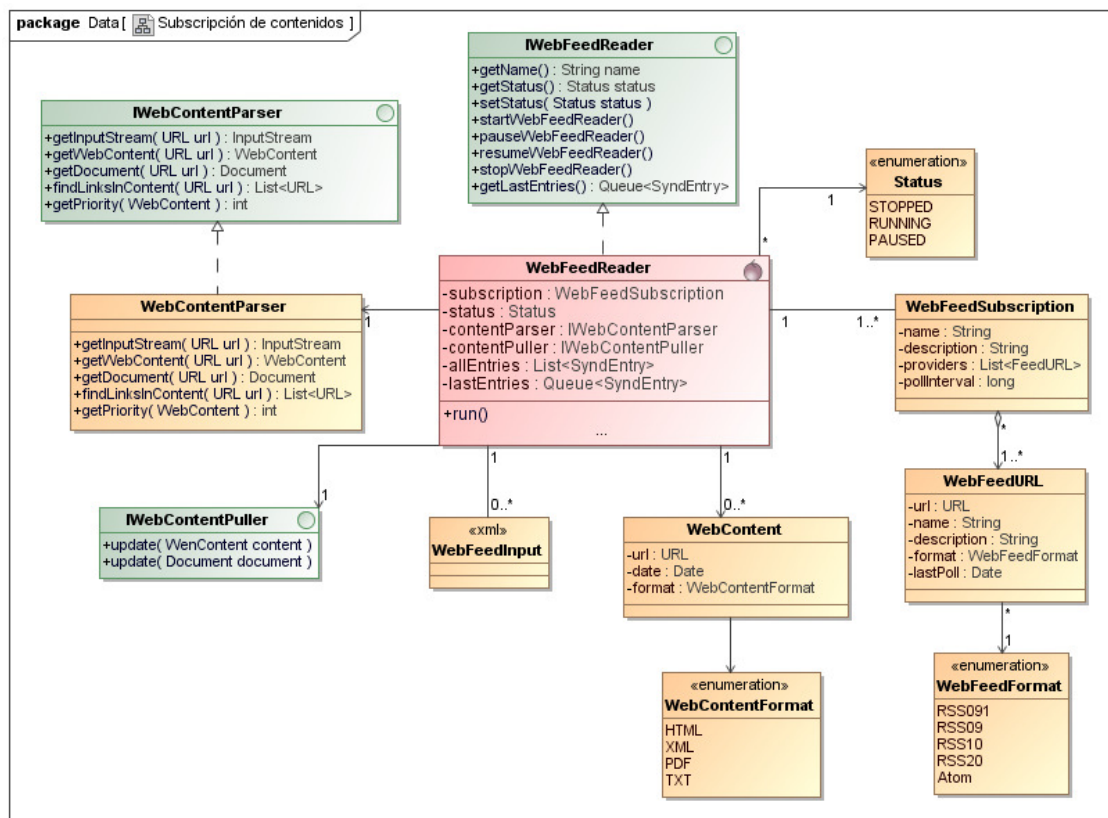 package Data [ Subscripción de contenidos ]
IWebFeedReader
+getName() : String name
+getStatus() : Status status
+setStatus( Status status )
+startWebFeedReader()
+pauseWebFeedReader()
+resumeWebFeedReader()
+stopWebFeedReader()
+getLastEntries() : Queue<SyndEntry>
IWebContentParser
+getInputStream( URL url ) : InputStream
+getWebContent( URL url ) : WebContent
+getDocument( URL url ) : Document
+findLinksInContent( URL url ) : List<URL>
+getPriority( WebContent ) : int
«enumeration»
Status
STOPPED
RUNNING
PAUSED
1
*
WebFeedReader
-subscription : WebFeedSubscription
-status : Status
-contentParser : IWebContentParser
-contentPuller : IWebContentPuller
-allEntries : List<SyndEntry>
-lastEntries : Queue<SyndEntry>
+run()
...
WebContentParser
+getInputStream( URL url ) : InputStream
+getWebContent( URL url ) : WebContent
+getDocument( URL url ) : Document
+findLinksInContent( URL url ) : List<URL>
+getPriority( WebContent ) : int
1
1
1..*
WebFeedSubscription
-name : String
-description : String
-providers : List<FeedURL>
-pollInterval : long
*
1..*
1
1
1
0..*
0..*
IWebContentPuller
+update( WenContent content )
+update( Document document )
«xml»
WebFeedInput
WebContent
-url : URL
-date : Date
-format : WebContentFormat
WebFeedURL
-url : URL
-name : String
-description : String
-format : WebFeedFormat
-lastPoll : Date
*
1
«enumeration»
WebContentFormat
HTML
XML
PDF
TXT
«enumeration»
WebFeedFormat
RSS091
RSS09
RSS10
RSS20
Atom